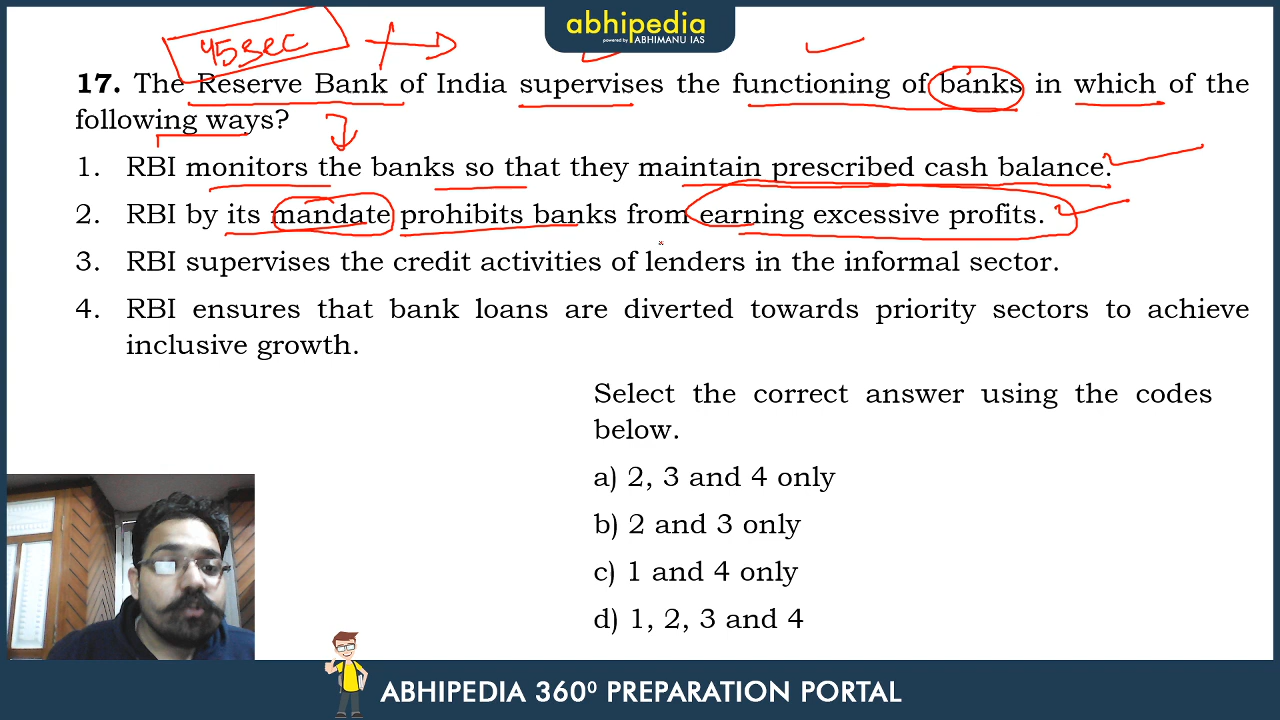 abhipedia
powered by ABHIMANU IAS
45 sec
17. The Reserve Bank of India supervises the functioning of banks in which of the
following ways?
1. RBI monitors the banks so that they maintain prescribed cash balance.
2. RBI by its mandate prohibits banks from earning excessive profits.
3. RBI supervises the credit activities of lenders in the informal sector.
4. RBI ensures that bank loans are diverted towards priority sectors to achieve
inclusive growth.
Select the correct answer using the codes
below.
a) 2, 3 and 4 only
b) 2 and 3 only
c) 1 and 4 only
d) 1, 2, 3 and 4
ABHIPEDIA 360⁰ PREPARATION PORTAL